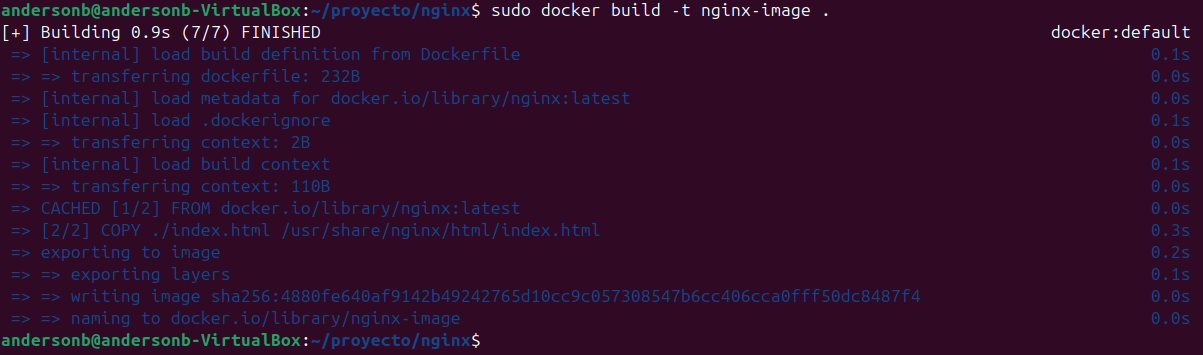 andersonb@andersonb-VirtualBox:~/proyecto/nginx$ sudo docker build -t nginx-image .
[+] Building 0.9s (7/7) FINISHED docker:default
=> [internal] load build definition from Dockerfile 0.1s
=> => transferring dockerfile: 232B 0.0s
=> [internal] load metadata for docker.io/library/nginx:latest 0.0s
=> [internal] load .dockerignore 0.1s
=> => transferring context: 2B 0.0s
=> [internal] load build context 0.1s
=> => transferring context: 110B 0.0s
=> CACHED [1/2] FROM docker.io/library/nginx:latest 0.0s
=> [2/2] COPY ./index.html /usr/share/nginx/html/index.html 0.3s
=> exporting to image 0.2s
=> => exporting layers 0.1s
=> => writing image sha256:4880fe640af9142b49242765d10cc9c057308547b6cc406cca0fff50dc8487f4 0.0s
=> => naming to docker.io/library/nginx-image 0.0s
andersonb@andersonb-VirtualBox:~/proyecto/nginx$